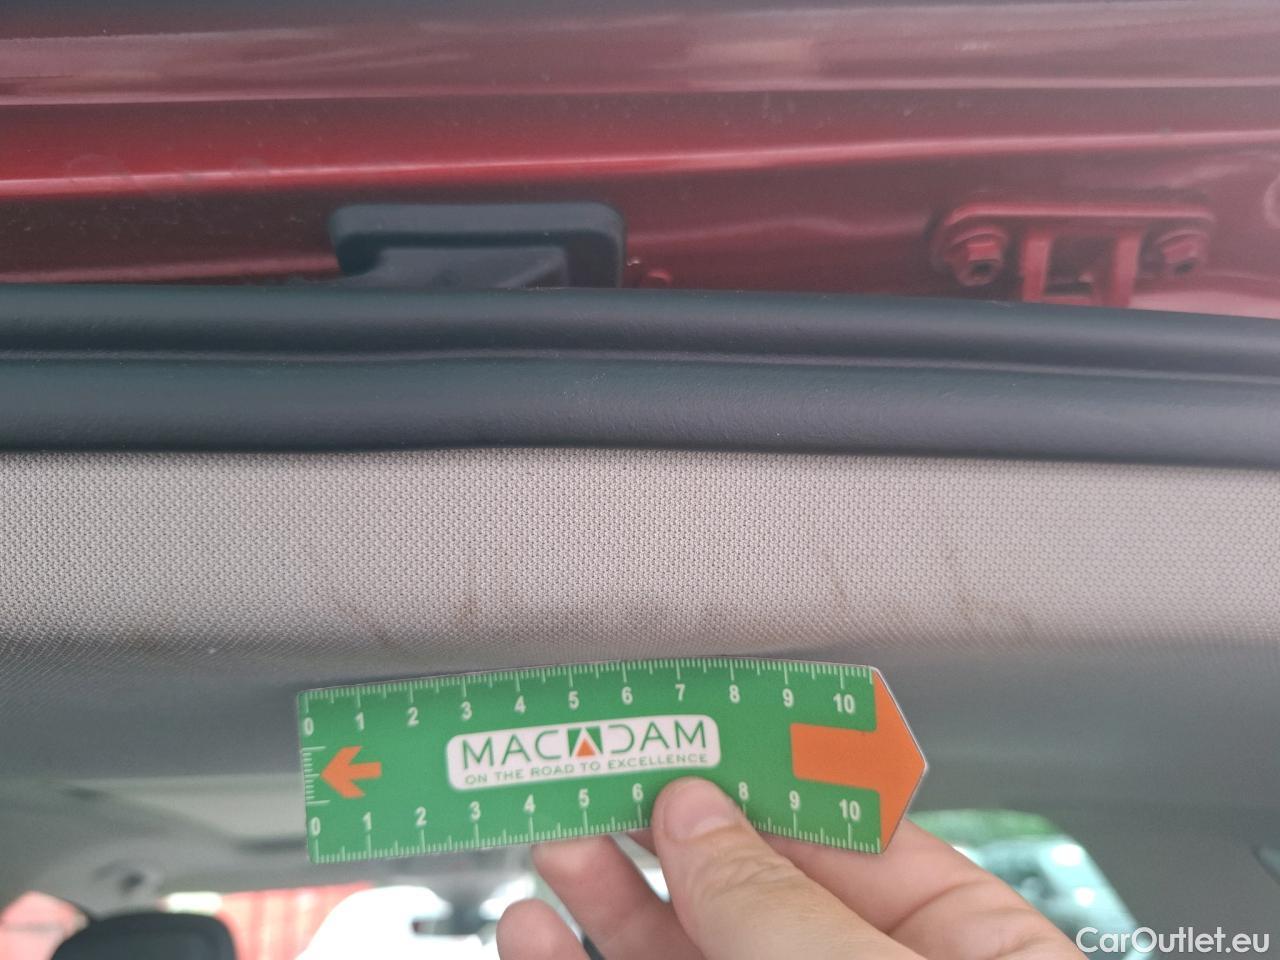 0 1 2 3 4 5 6 7 8 9 10
MACADAM
ON THE ROAD TO EXCELLENCE
0 1 2 3 4 5 6 8 9 10
CarOutlet.eu